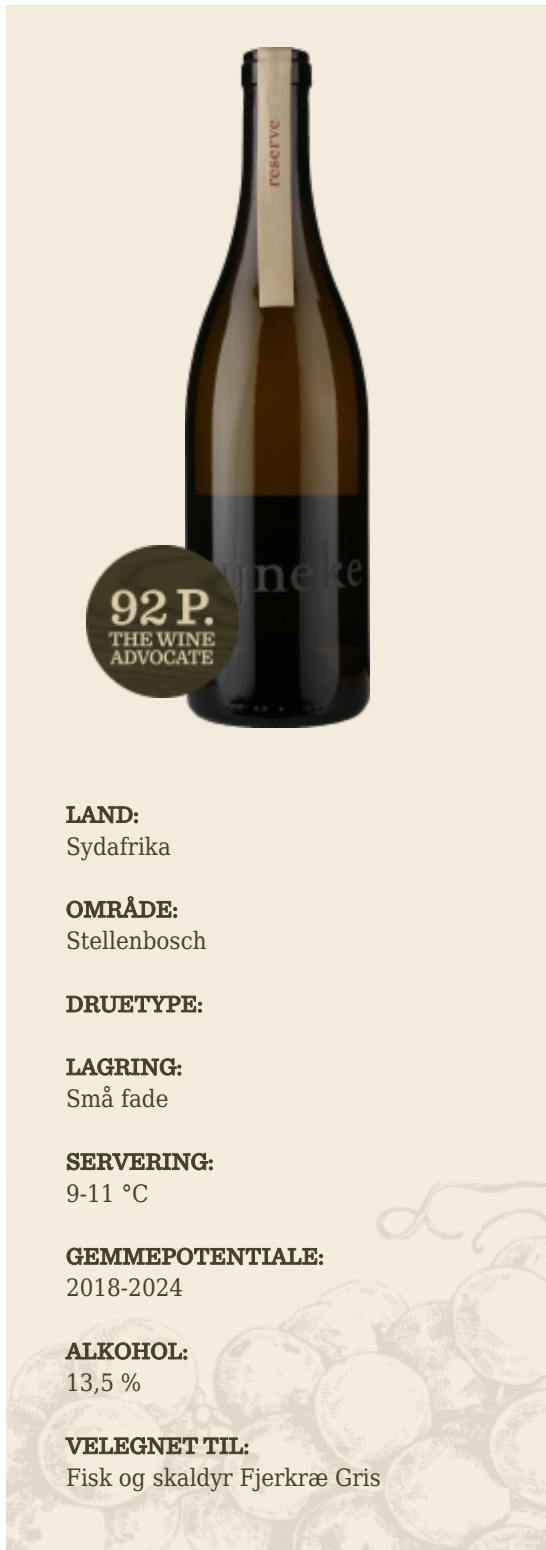 reserve
yneke
92 P.
THE WINE
ADVOCATE
LAND:
Sydafrika
OMRÅDE:
Stellenbosch
DRUETYPE:
LAGRING:
Små fade
SERVERING:
9-11 °C
GEMMEPOTENTIALE:
2018-2024
ALKOHOL:
13,5 %
VELEGNET TIL:
Fisk og skaldyr Fjerkræ Gris